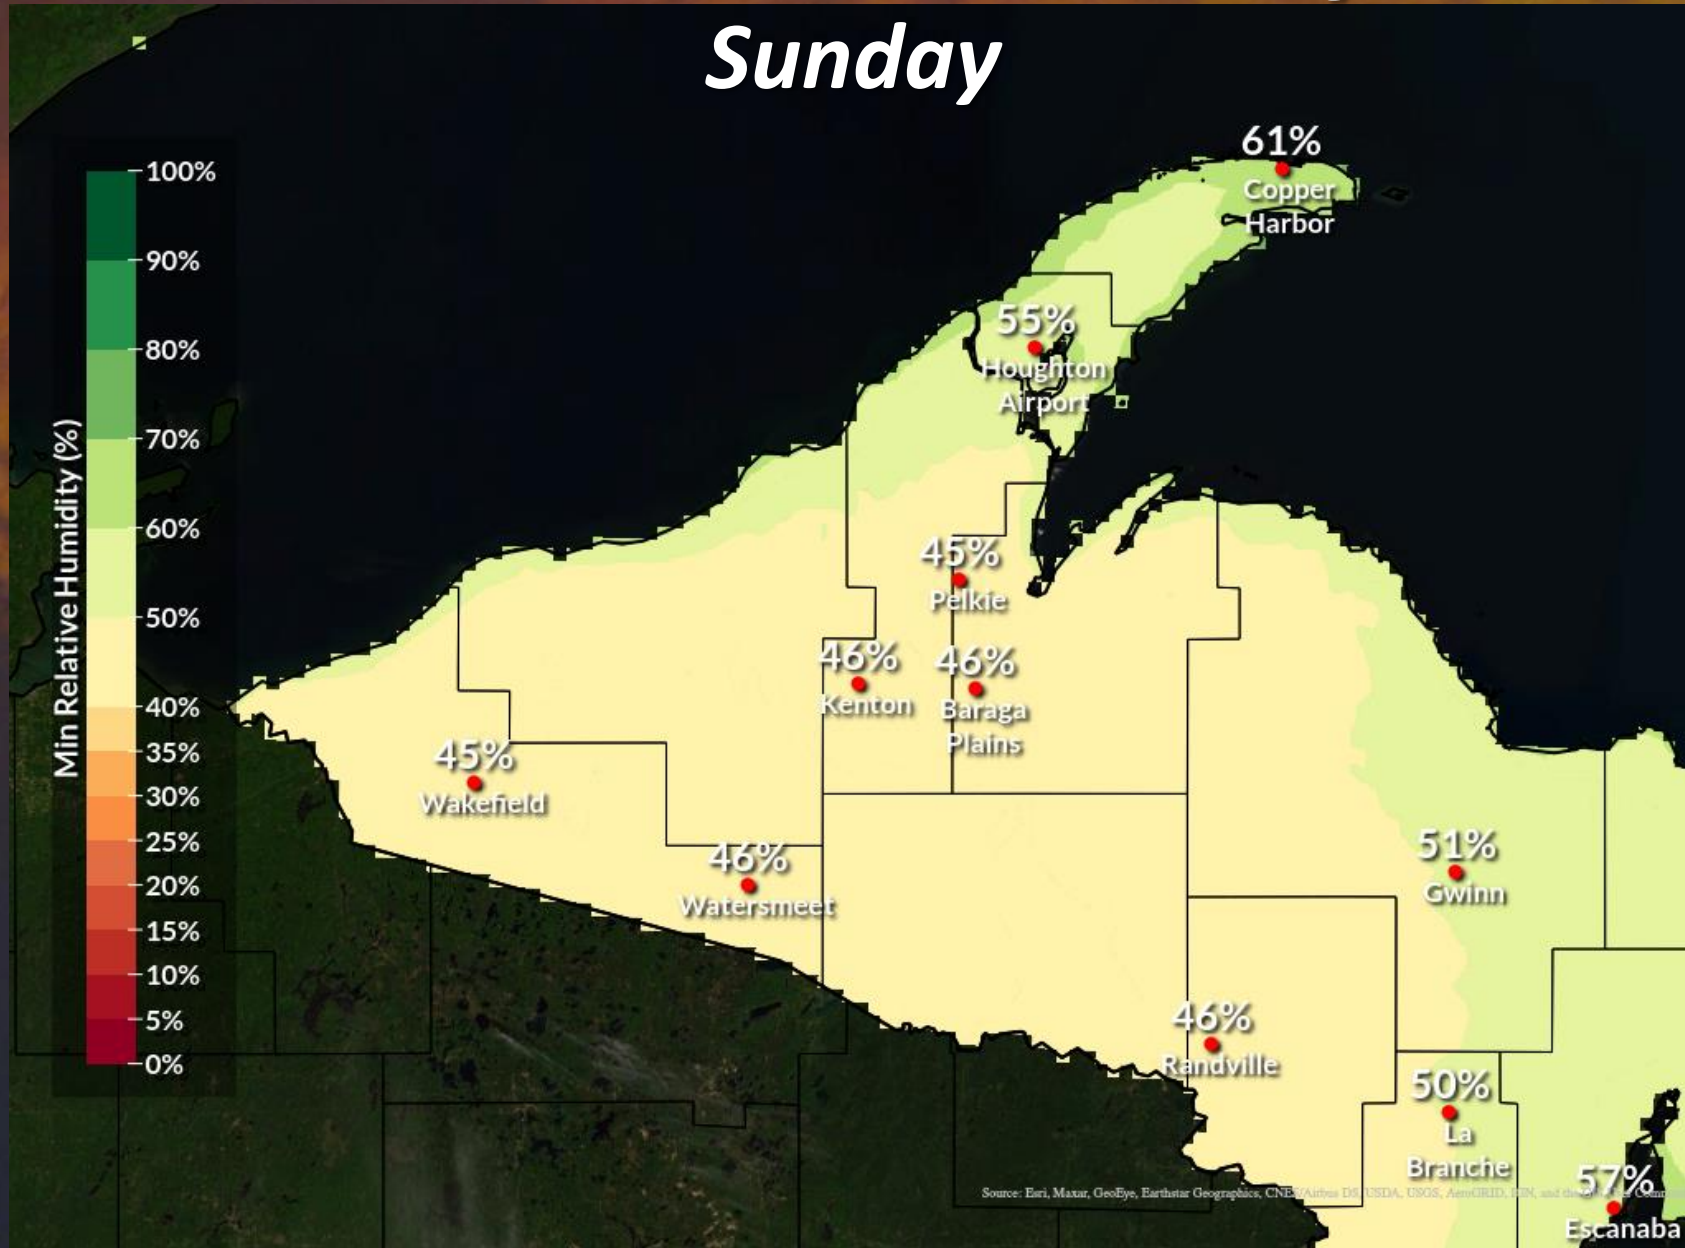 Sunday
Min Relative Humidity (%)
100%
90%
80%
70%
60%
50%
40%
35%
30%
25%
20%
15%
10%
5%
0%
61%
Copper
Harbor
55%
Houghton
Airport
45%
Pelkie
46%
Kenton
46%
Baraga
Plains
45%
Wakefield
46%
Watersmeet
51%
Gwinn
46%
Randville
50%
La
Branche
57%
Escanaba
Source: Esri, Maxar, GeoEye, Earthstar Geographics, CNES/Airbus DS, USDA, USGS, AeroGRID, IGN, and the